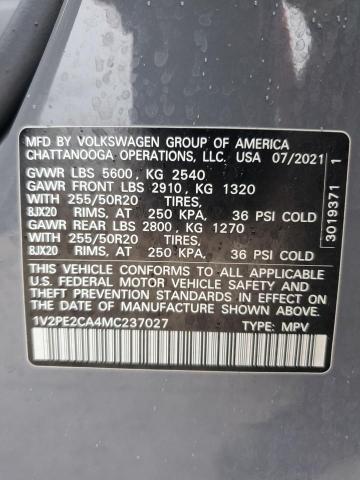 MFD BY VOLKSWAGEN GROUP OF AMERICA
CHATTANOOGA OPERATIONS, LLC. USA 07/2021
GVWR LBS 5600, KG 2540
GAWR FRONT LBS 2910, KG 1320
WITH 255/50R20 TIRES,
8JX20 RIMS, AT 250 KPA, 36 PSI COLD
GAWR REAR LBS 2800, KG 1270
WITH 255/50R20 TIRES,
8JX20 RIMS, AT 250 KPA, 36 PSI COLD
THIS VEHICLE CONFORMS TO ALL APPLICABLE
U.S. FEDERAL MOTOR VEHICLE SAFETY AND
THEFT PREVENTION STANDARDS IN EFFECT ON
THE DATE OF MANUFACTURE SHOWN ABOVE.
1V2PE2CA4MC237027 TYPE: MPV
3019371 1